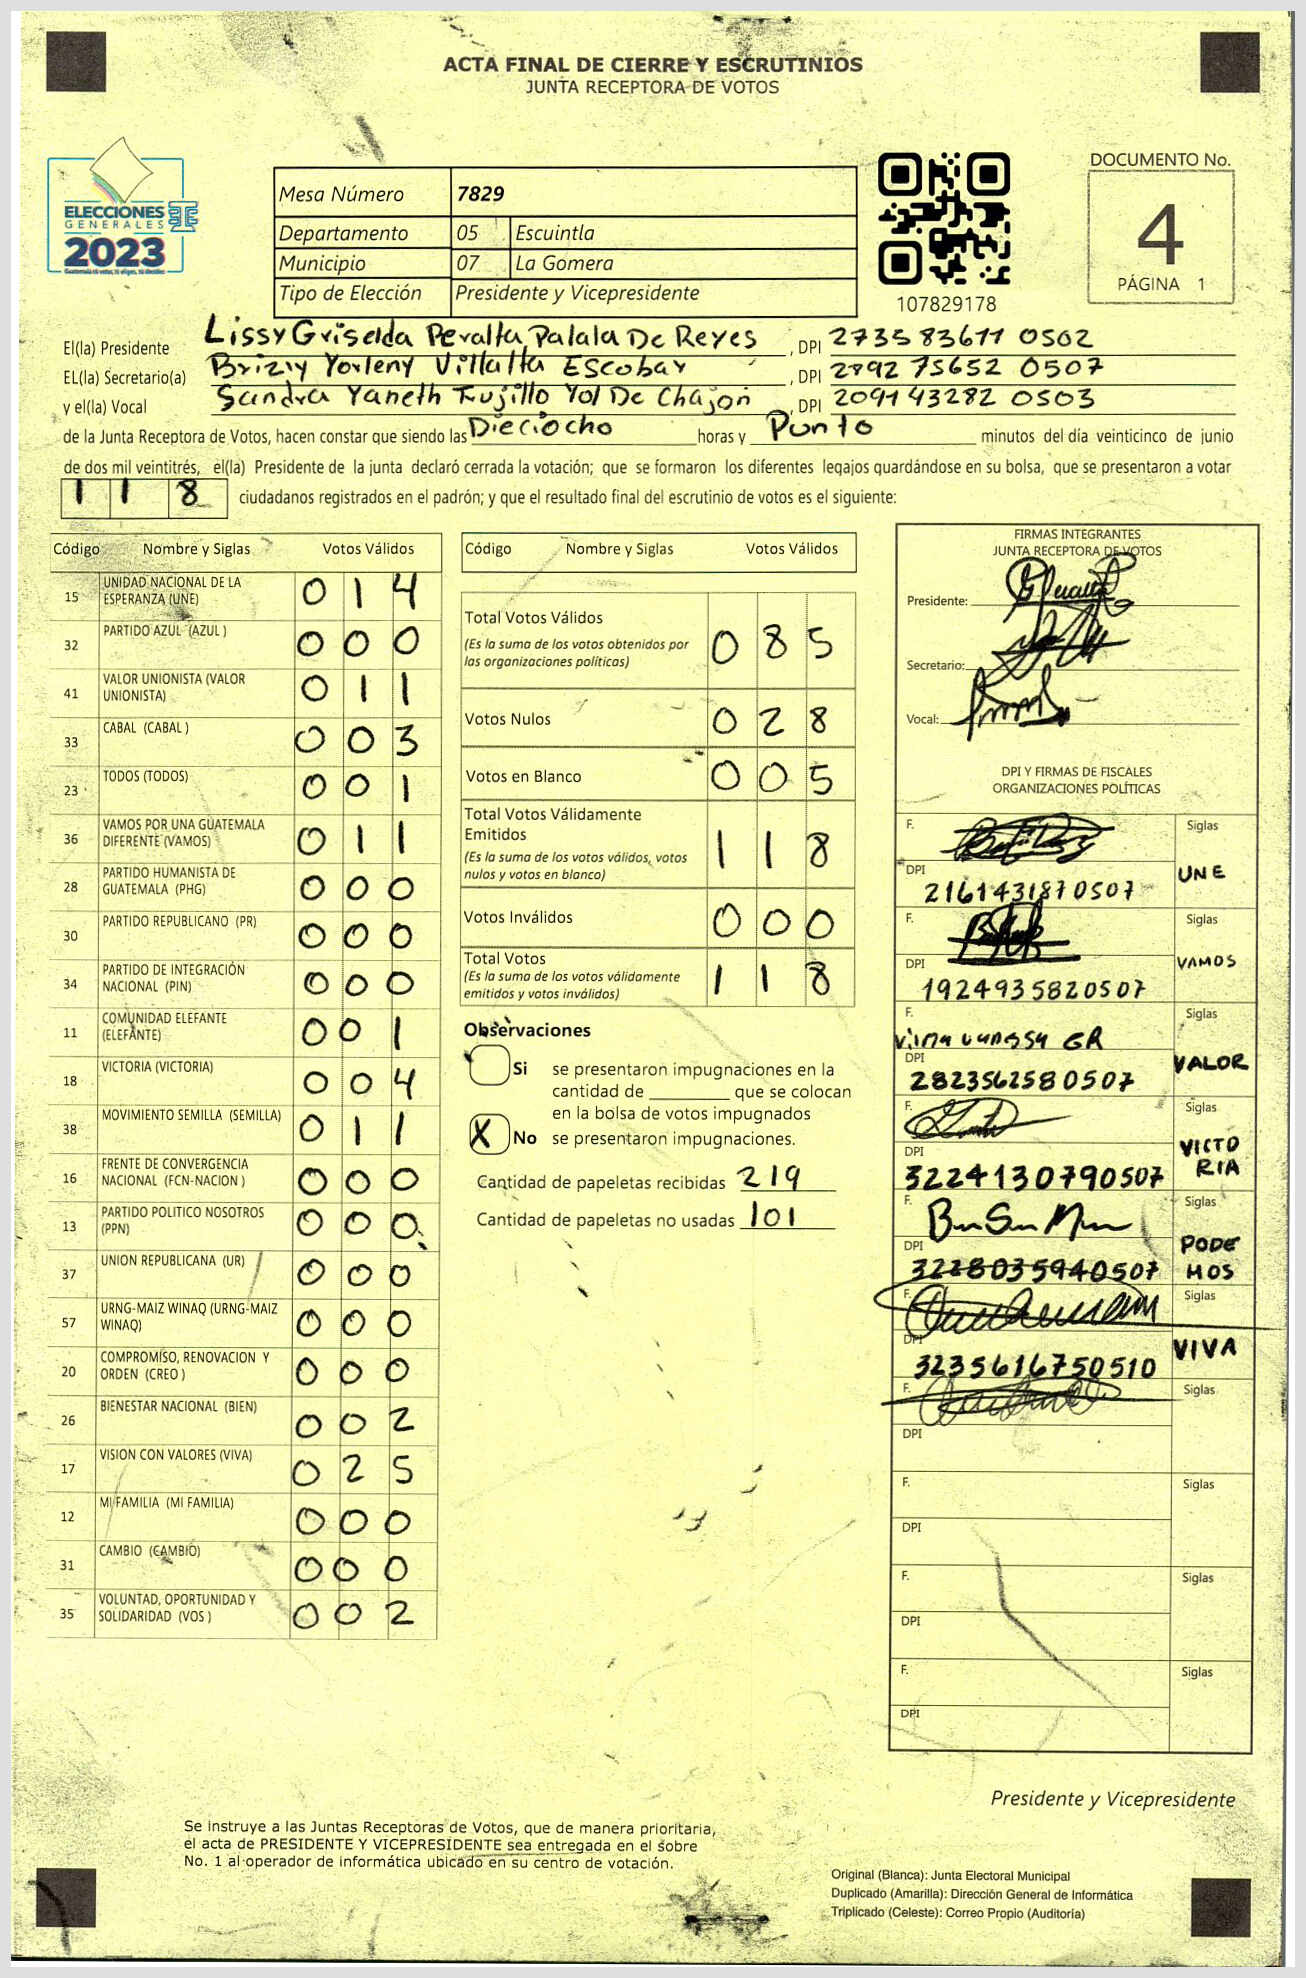 ACTA FINAL DE CIERRE Y ESCRUTINIOS
JUNTA RECEPTORA DE VOTOS
ELECCIONES
GENERALES
2023
Guatemala tú votas, tú eliges, tú decides
Mesa Número 7829
Departamento 05 Escuintla
Municipio 07 La Gomera
Tipo de Elección Presidente y Vicepresidente
107829178
DOCUMENTO No.
4
PÁGINA 1
El(la) Presidente Lissy Griselda Peralta Palala De Reyes , DPI 2735 83611 0502
EL(la) Secretario(a) Brizly Yorleny Villalta Escobar , DPI 2892 75652 0507
y el(la) Vocal Sandra Yaneth Trujillo Yol De Chajon , DPI 2091 43282 0503
de la Junta Receptora de Votos, hacen constar que siendo las Dieciocho horas y Punto minutos del día veinticinco de junio
de dos mil veintitrés, el(la) Presidente de la junta declaró cerrada la votación; que se formaron los diferentes legajos guardándose en su bolsa, que se presentaron a votar
1 1 8 ciudadanos registrados en el padrón; y que el resultado final del escrutinio de votos es el siguiente:
Código Nombre y Siglas Votos Válidos
15 UNIDAD NACIONAL DE LA ESPERANZA (UNE) 0 1 4
32 PARTIDO AZUL (AZUL ) 0 0 0
41 VALOR UNIONISTA (VALOR UNIONISTA) 0 1 1
33 CABAL (CABAL ) 0 0 3
23 TODOS (TODOS) 0 0 1
36 VAMOS POR UNA GUATEMALA DIFERENTE (VAMOS) 0 1 1
28 PARTIDO HUMANISTA DE GUATEMALA (PHG) 0 0 0
30 PARTIDO REPUBLICANO (PR) 0 0 0
34 PARTIDO DE INTEGRACIÓN NACIONAL (PIN) 0 0 0
11 COMUNIDAD ELEFANTE (ELEFANTE) 0 0 1
18 VICTORIA (VICTORIA) 0 0 4
38 MOVIMIENTO SEMILLA (SEMILLA) 0 1 1
16 FRENTE DE CONVERGENCIA NACIONAL (FCN-NACION ) 0 0 0
13 PARTIDO POLITICO NOSOTROS (PPN) 0 0 0
37 UNION REPUBLICANA (UR) 0 0 0
57 URNG-MAIZ WINAQ (URNG-MAIZ WINAQ) 0 0 0
20 COMPROMISO, RENOVACION Y ORDEN (CREO ) 0 0 0
26 BIENESTAR NACIONAL (BIEN) 0 0 2
17 VISION CON VALORES (VIVA) 0 2 5
12 MI FAMILIA (MI FAMILIA) 0 0 0
31 CAMBIO (CAMBIO) 0 0 0
35 VOLUNTAD, OPORTUNIDAD Y SOLIDARIDAD (VOS ) 0 0 2
Código Nombre y Siglas Votos Válidos
Total Votos Válidos 0 8 5
(Es la suma de los votos obtenidos por
las organizaciones políticas)
Votos Nulos 0 2 8
Votos en Blanco 0 0 5
Total Votos Válidamente
Emitidos 1 1 8
(Es la suma de los votos válidos, votos
nulos y votos en blanco)
Votos Inválidos 0 0 0
Total Votos 1 1 8
(Es la suma de los votos válidamente
emitidos y votos inválidos)
Observaciones
Si se presentaron impugnaciones en la
cantidad de ________ que se colocan
en la bolsa de votos impugnados
X No se presentaron impugnaciones.
Cantidad de papeletas recibidas 219
Cantidad de papeletas no usadas 101
FIRMAS INTEGRANTES
JUNTA RECEPTORA DE VOTOS
Presidente:
Secretario:
Vocal:
DPI Y FIRMAS DE FISCALES
ORGANIZACIONES POLÍTICAS
F. Siglas
DPI 2161431870507 UNE
F. Siglas
DPI 1924935820507 VAMOS
F. Siglas
DPI 2823562580507 VALOR
F. Siglas
DPI 3224130790507 VICTO
RIA
F. Siglas
DPI 3228035940507 PODE
MOS
F. Siglas
DPI 3235616750510 VIVA
F. Siglas
DPI
F. Siglas
DPI
F. Siglas
DPI
F. Siglas
DPI
Presidente y Vicepresidente
Se instruye a las Juntas Receptoras de Votos, que de manera prioritaria,
el acta de PRESIDENTE Y VICEPRESIDENTE sea entregada en el sobre
No. 1 al operador de informática ubicado en su centro de votación.
Original (Blanca): Junta Electoral Municipal
Duplicado (Amarilla): Dirección General de Informática
Triplicado (Celeste): Correo Propio (Auditoría)